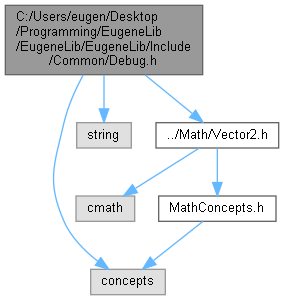 C:/Users/eugen/Desktop
/Programming/EugeneLib
/EugeneLib/EugeneLib/Include
/Common/Debug.h
string
../Math/Vector2.h
cmath
MathConcepts.h
concepts